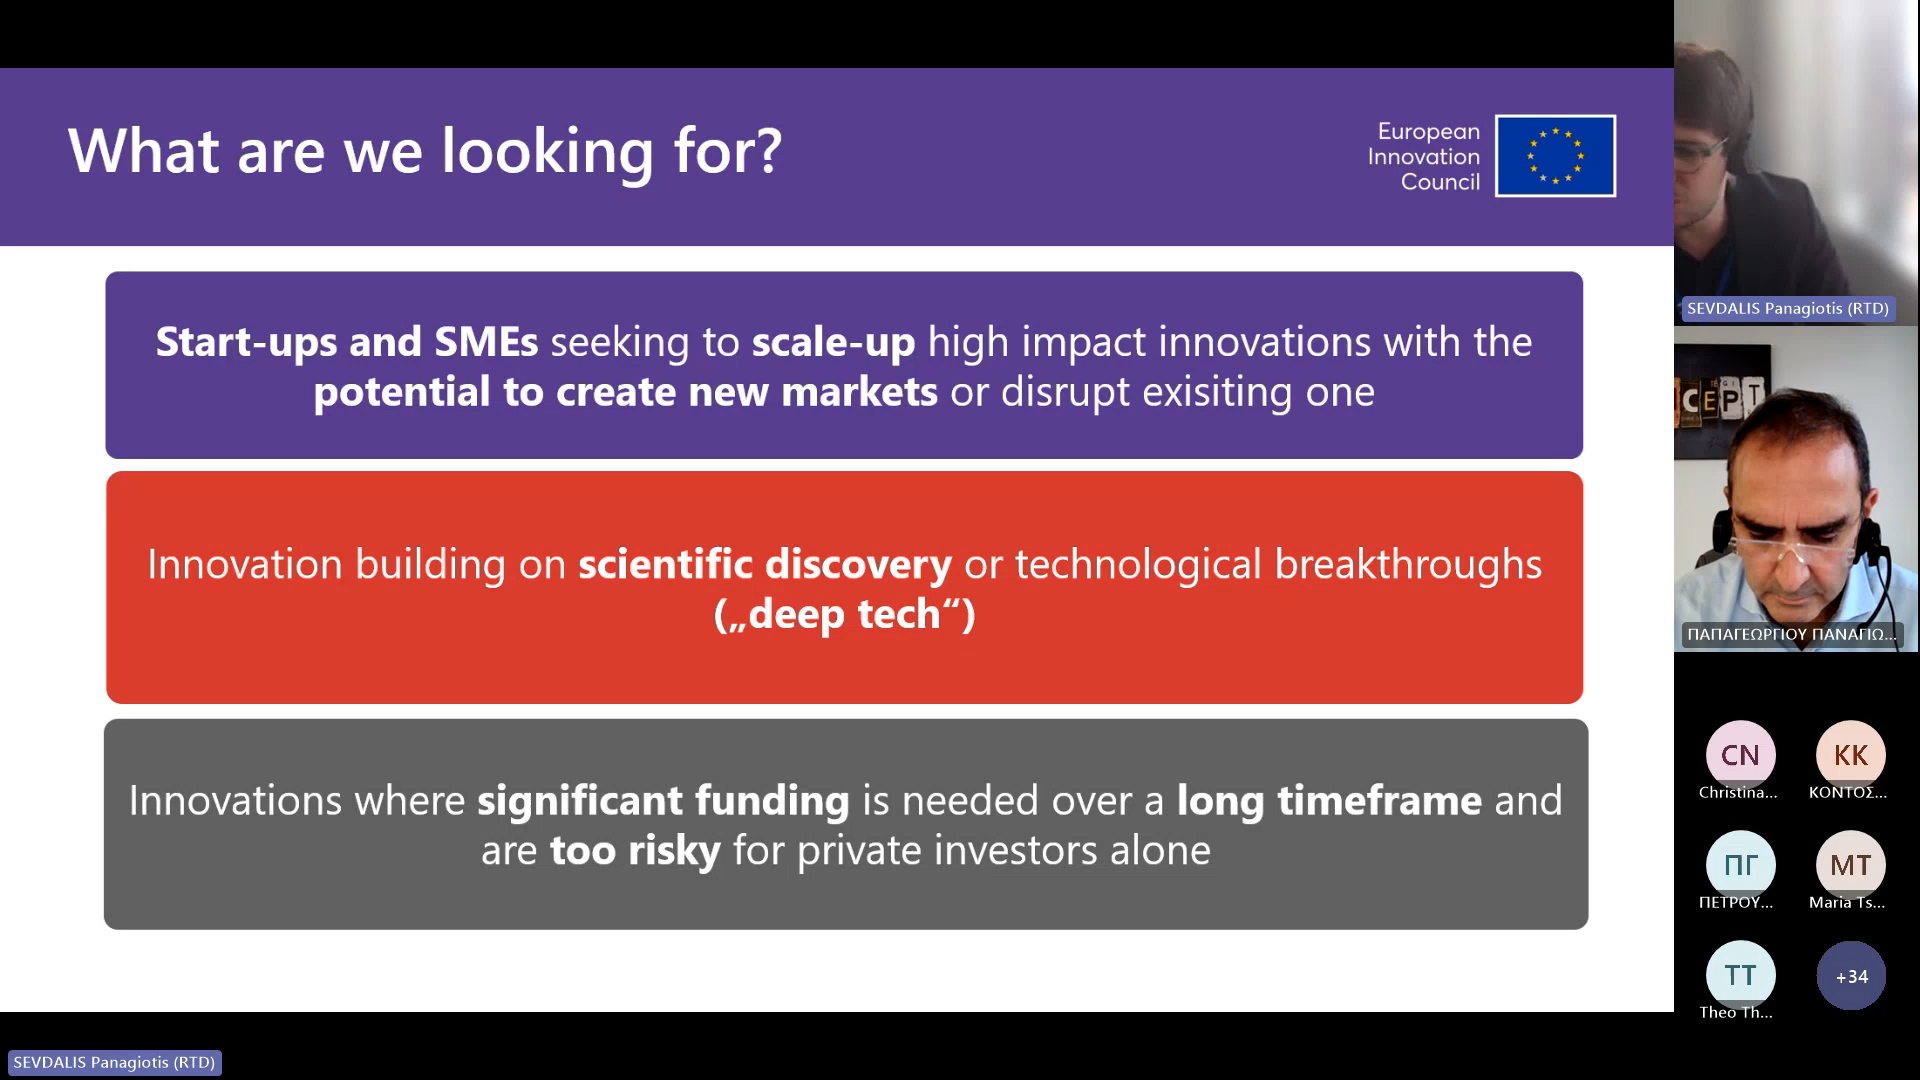 What are we looking for?
European
Innovation
Council
Start-ups and SMEs seeking to scale-up high impact innovations with the
potential to create new markets or disrupt exisiting one
Innovation building on scientific discovery or technological breakthroughs
(„deep tech“)
Innovations where significant funding is needed over a long timeframe and
are too risky for private investors alone
SEVDALIS Panagiotis (RTD)
CEPT
ΠΑΠΑΓΕΩΡΓΙΟΥ ΠΑΝΑΓΙΩ...
CN
Christina...
KK
ΚΟΝΤΟΣ...
ΠΓ
ΠΕΤΡΟΥ...
MT
Maria Ts...
TT
Theo Th...
+34
SEVDALIS Panagiotis (RTD)